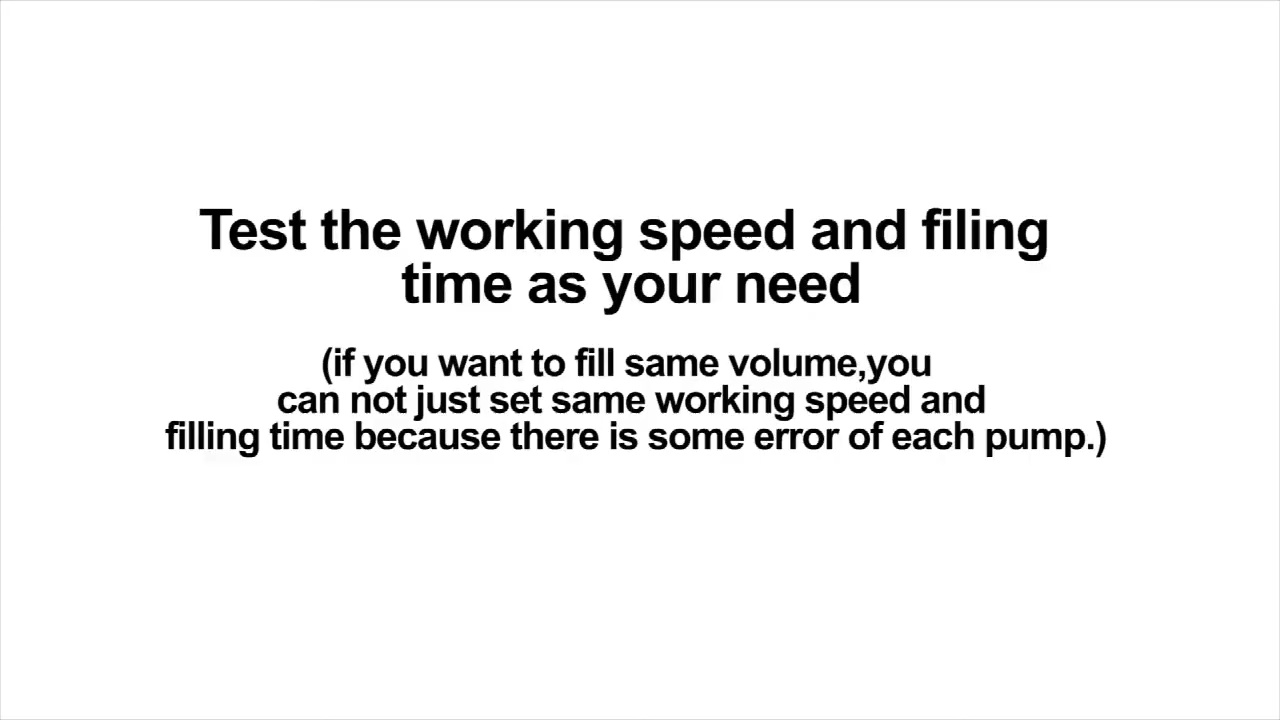 Test the working speed and filing
time as your need
(if you want to fill same volume,you
can not just set same working speed and
filling time because there is some error of each pump.)